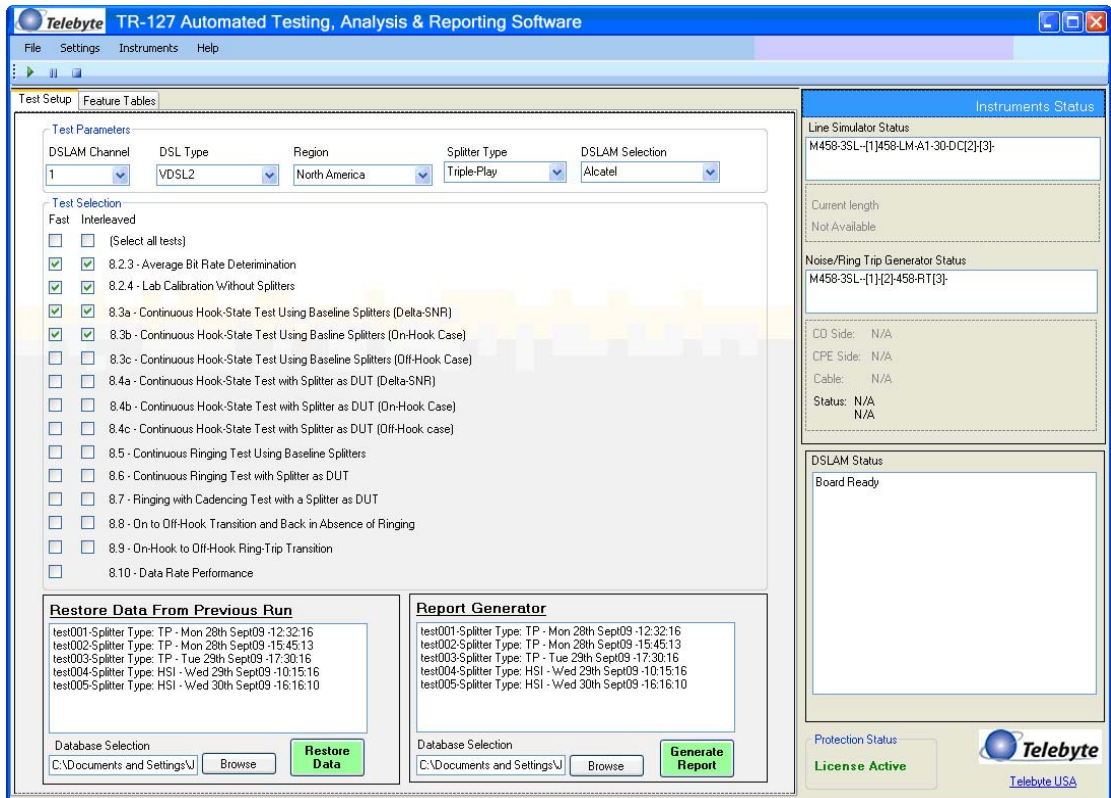 Telebyte TR-127 Automated Testing, Analysis & Reporting Software
File Settings Instruments Help
Test Setup Feature Tables
Test Parameters
DSLAM Channel DSL Type Region Splitter Type DSLAM Selection
1 VDSL2 North America Triple-Play Alcatel
Test Selection
Fast Interleaved
(Select all tests)
8.2.3 - Average Bit Rate Deterimination
8.2.4 - Lab Calibration Without Splitters
8.3a - Continuous Hook-State Test Using Baseline Splitters (Delta-SNR)
8.3b - Continuous Hook-State Test Using Basline Splitters (On-Hook Case)
8.3c - Continuous Hook-State Test Using Baseline Splitters (Off-Hook Case)
8.4a - Continuous Hook-State Test with Splitter as DUT (Delta-SNR)
8.4b - Continuous Hook-State Test with Splitter as DUT (On-Hook Case)
8.4c - Continuous Hook-State Test with Splitter as DUT (Off-Hook case)
8.5 - Continuous Ringing Test Using Baseline Splitters
8.6 - Continuous Ringing Test with Splitter as DUT
8.7 - Ringing with Cadencing Test with a Splitter as DUT
8.8 - On to Off-Hook Transition and Back in Absence of Ringing
8.9 - On-Hook to Off-Hook Ring-Trip Transition
8.10 - Data Rate Performance
Restore Data From Previous Run
test001-Splitter Type: TP - Mon 28th Sept09 -12:32:16
test002-Splitter Type: TP - Mon 28th Sept09 -15:45:13
test003-Splitter Type: TP - Tue 29th Sept09 -17:30:16
test004-Splitter Type: HSI - Wed 29th Sept09 -10:15:16
test005-Splitter Type: HSI - Wed 30th Sept09 -16:16:10
Database Selection
C:\Documents and Settings\J Browse
Restore Data
Report Generator
test001-Splitter Type: TP - Mon 28th Sept09 -12:32:16
test002-Splitter Type: TP - Mon 28th Sept09 -15:45:13
test003-Splitter Type: TP - Tue 29th Sept09 -17:30:16
test004-Splitter Type: HSI - Wed 29th Sept09 -10:15:16
test005-Splitter Type: HSI - Wed 30th Sept09 -16:16:10
Database Selection
C:\Documents and Settings\J Browse
Generate Report
Instruments Status
Line Simulator Status
M458-3SL--[1]458-LM-A1-30-DC[2]-[3]-
Current length
Not Available
Noise/Ring Trip Generator Status
M458-3SL--[1]-[2]-458-RT[3]-
CO Side: N/A
CPE Side: N/A
Cable: N/A
Status: N/A
N/A
DSLAM Status
Board Ready
Protection Status
License Active
Telebyte
Telebyte USA